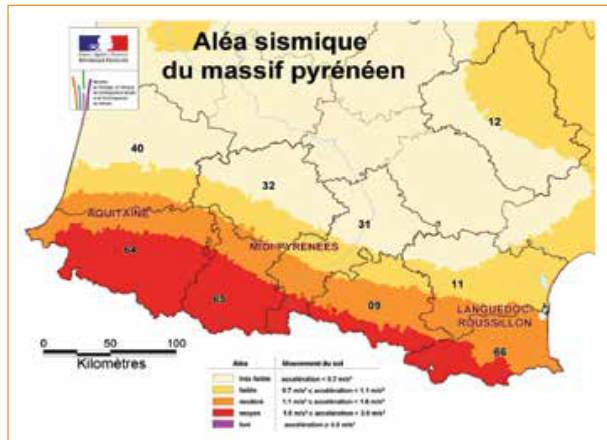 Aléa sismique
du massif pyrénéen
RÉPUBLIQUE FRANÇAISE
12
40
32
31
AQUITAINE
MIDI-PYRENEES
64
65
09
11
LANGUEDOC-
ROUSSILLON
66
0 50 100
Kilomètres
Aléa Mouvement du sol
très faible accélération < 0.7 m/s²
faible 0.7 m/s² ≤ accélération < 1.1 m/s²
modéré 1.1 m/s² ≤ accélération < 1.6 m/s²
moyen 1.6 m/s² ≤ accélération < 3.0 m/s²
fort accélération ≥ 3.0 m/s²